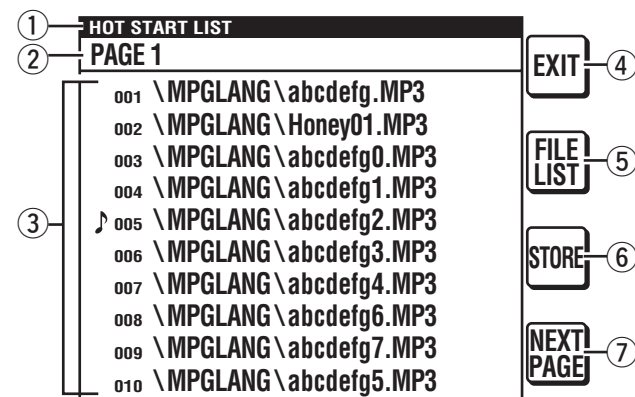 ① HOT START LIST
② PAGE 1
EXIT ④
001 \MPGLANG\abcdefg.MP3
002 \MPGLANG\Honey01.MP3
003 \MPGLANG\abcdefg0.MP3
FILE LIST ⑤
004 \MPGLANG\abcdefg1.MP3
③ ♪ 005 \MPGLANG\abcdefg2.MP3
006 \MPGLANG\abcdefg3.MP3
STORE ⑥
007 \MPGLANG\abcdefg4.MP3
008 \MPGLANG\abcdefg6.MP3
009 \MPGLANG\abcdefg7.MP3
NEXT PAGE ⑦
010 \MPGLANG\abcdefg5.MP3